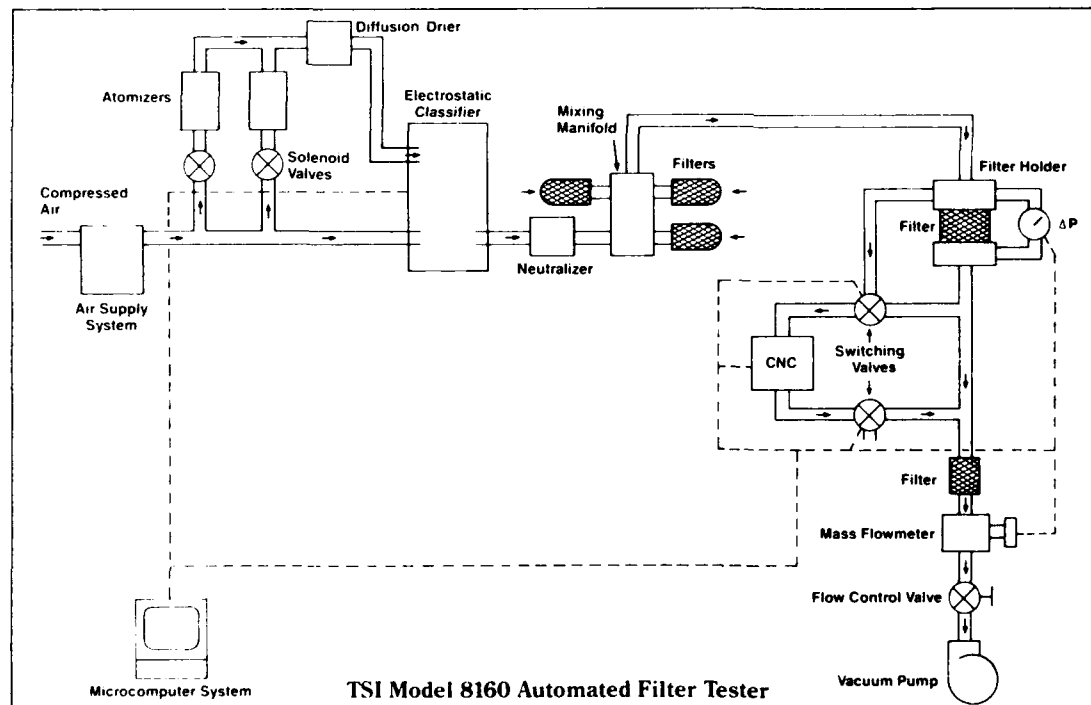 Diffusion Drier
Atomizers
Electrostatic
Classifier
Mixing
Manifold
Solenoid
Valves
Filters
Filter Holder
Compressed
Air
Filter
ΔP
Neutralizer
Air Supply
System
Switching
Valves
CNC
Filter
Mass Flowmeter
Flow Control Valve
Microcomputer System
TSI Model 8160 Automated Filter Tester
Vacuum Pump